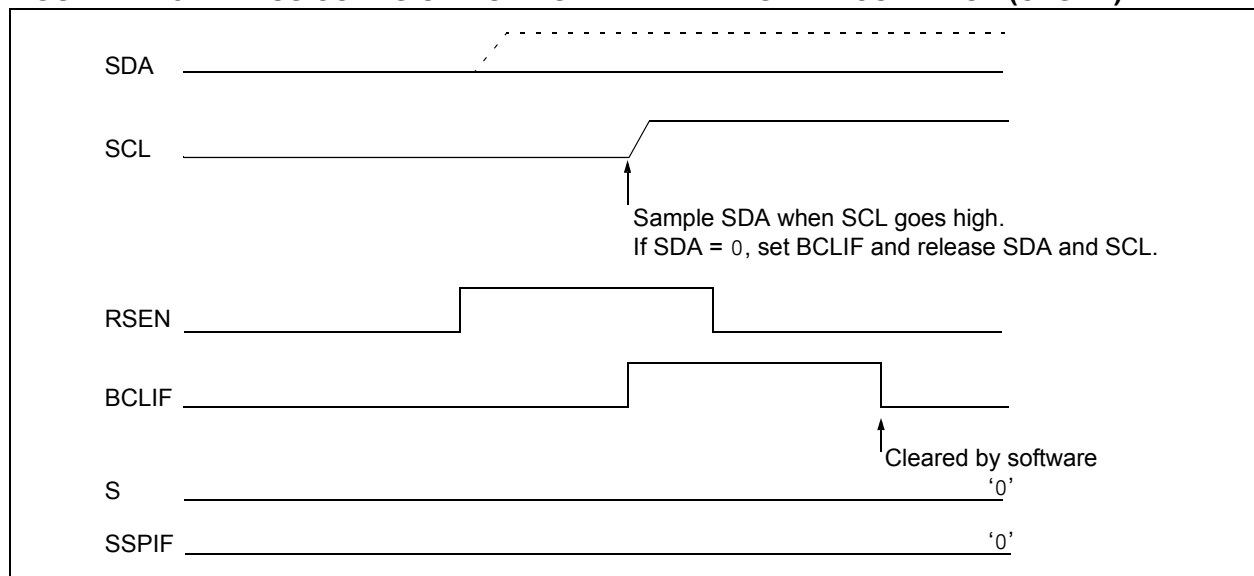 SDA
SCL
Sample SDA when SCL goes high.
If SDA = 0, set BCLIF and release SDA and SCL.
RSEN
BCLIF
Cleared by software
S
‘0’
SSPIF
‘0’